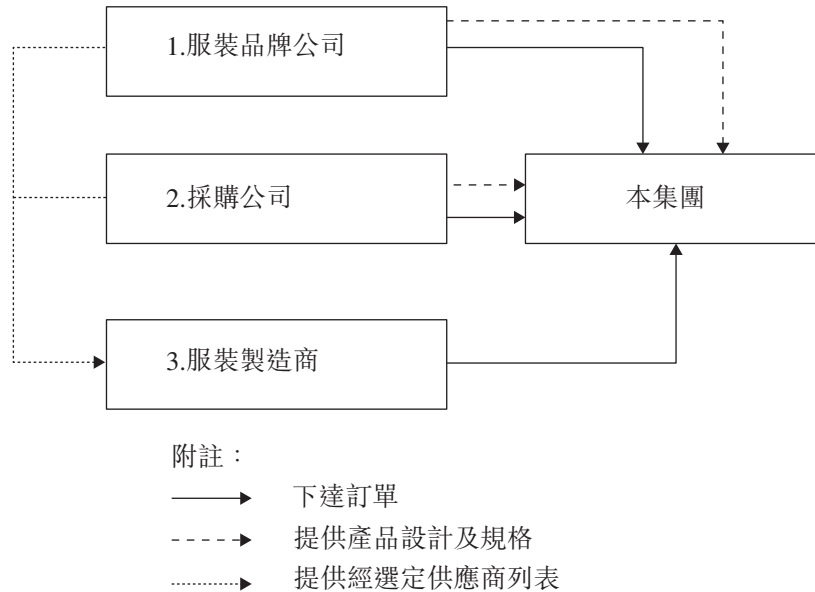 1.服裝品牌公司
2.採購公司
本集團
3.服裝製造商
附註：
下達訂單
提供產品設計及規格
提供經選定供應商列表